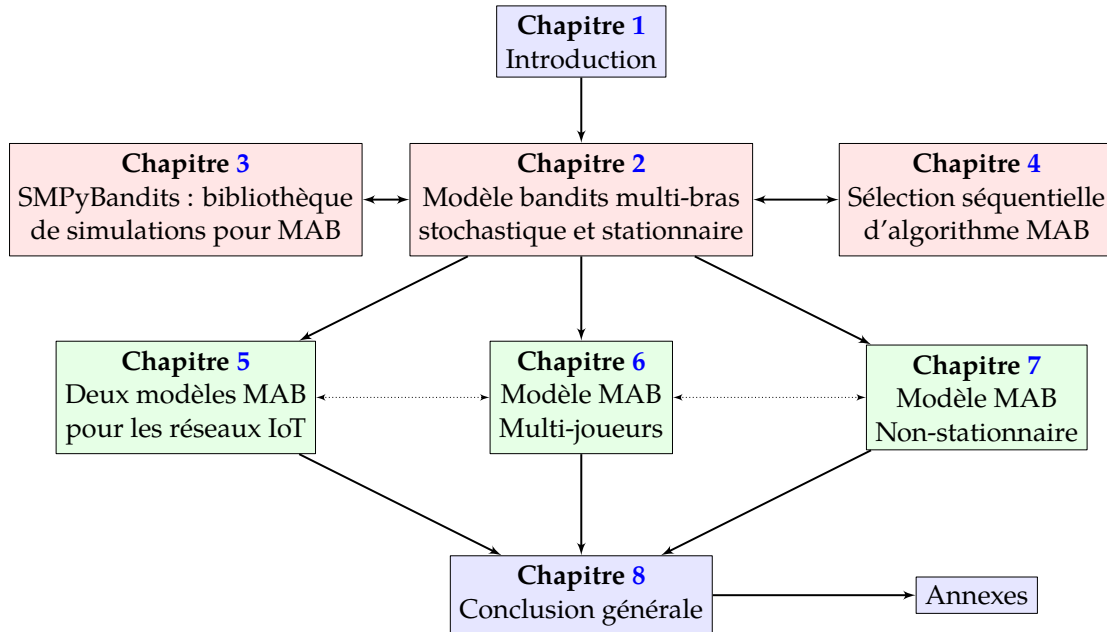 Chapitre 1
Introduction
Chapitre 3
SMPyBandits : bibliothèque
de simulations pour MAB
Chapitre 2
Modèle bandits multi-bras
stochastique et stationnaire
Chapitre 4
Sélection séquentielle
d'algorithme MAB
Chapitre 5
Deux modèles MAB
pour les réseaux IoT
Chapitre 6
Modèle MAB
Multi-joueurs
Chapitre 7
Modèle MAB
Non-stationnaire
Chapitre 8
Conclusion générale
Annexes